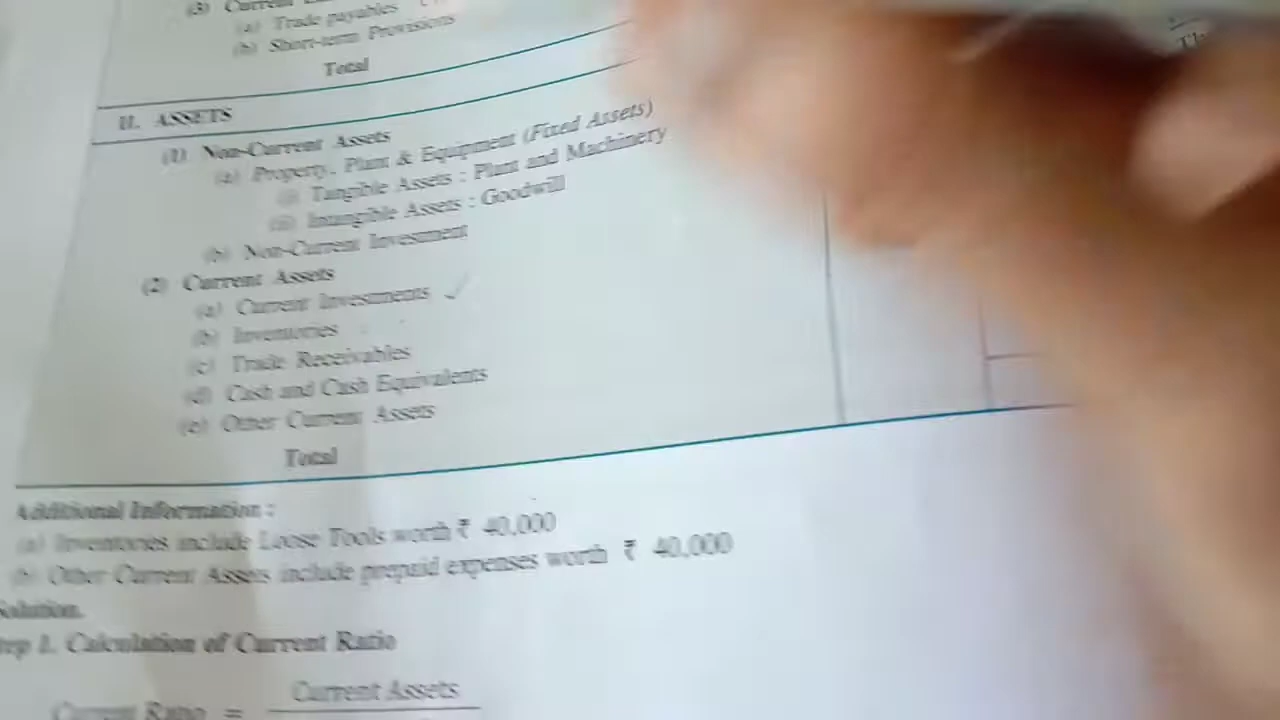 (3) Current
(a) Trade payables
(b) Short-term Provisions
Total
II. ASSETS
(1) Non-Current Assets
(a) Property, Plant & Equipment (Fixed Assets)
(i) Tangible Assets : Plant and Machinery
(ii) Intangible Assets : Goodwill
(b) Non-Current Investment
(2) Current Assets
(a) Current Investments ✓
(b) Inventories
(c) Trade Receivables
(d) Cash and Cash Equivalents
(e) Other Current Assets
Total
Additional Information :
(a) Inventories include Loose Tools worth ₹ 40,000
(b) Other Current Assets include prepaid expenses worth ₹ 40,000
Solution.
Step 1. Calculation of Current Ratio
Current Ratio = Current Assets